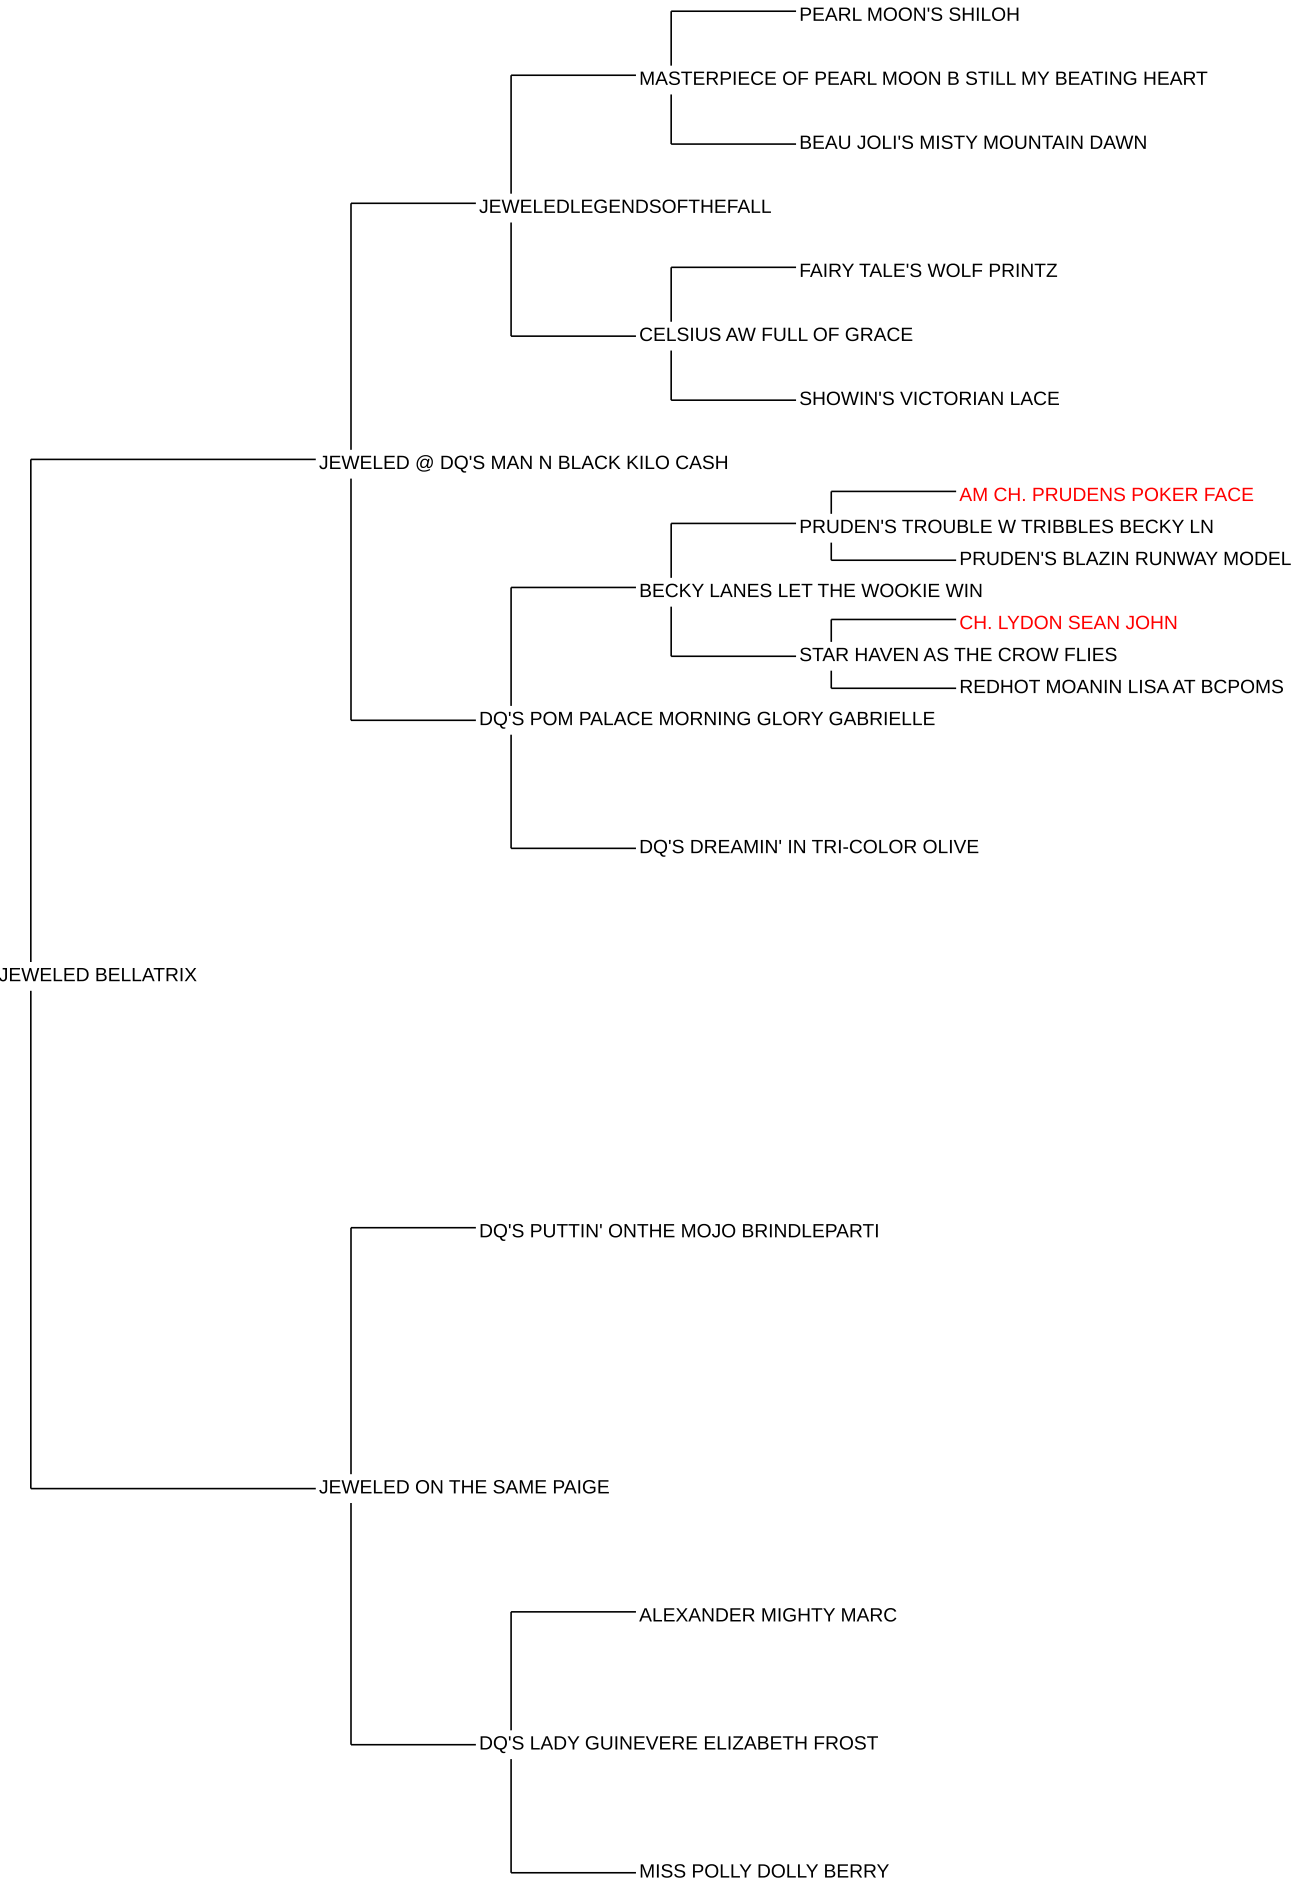 PEARL MOON'S SHILOH
MASTERPIECE OF PEARL MOON B STILL MY BEATING HEART
BEAU JOLI'S MISTY MOUNTAIN DAWN
JEWELEDLEGENDSOFTHEFALL
FAIRY TALE'S WOLF PRINTZ
CELSIUS AW FULL OF GRACE
SHOWIN'S VICTORIAN LACE
JEWELED @ DQ'S MAN N BLACK KILO CASH
AM CH. PRUDENS POKER FACE
PRUDEN'S TROUBLE W TRIBBLES BECKY LN
PRUDEN'S BLAZIN RUNWAY MODEL
BECKY LANES LET THE WOOKIE WIN
CH. LYDON SEAN JOHN
STAR HAVEN AS THE CROW FLIES
REDHOT MOANIN LISA AT BCPOMS
DQ'S POM PALACE MORNING GLORY GABRIELLE
DQ'S DREAMIN' IN TRI-COLOR OLIVE
JEWELED BELLATRIX
DQ'S PUTTIN' ONTHE MOJO BRINDLEPARTI
JEWELED ON THE SAME PAIGE
ALEXANDER MIGHTY MARC
DQ'S LADY GUINEVERE ELIZABETH FROST
MISS POLLY DOLLY BERRY